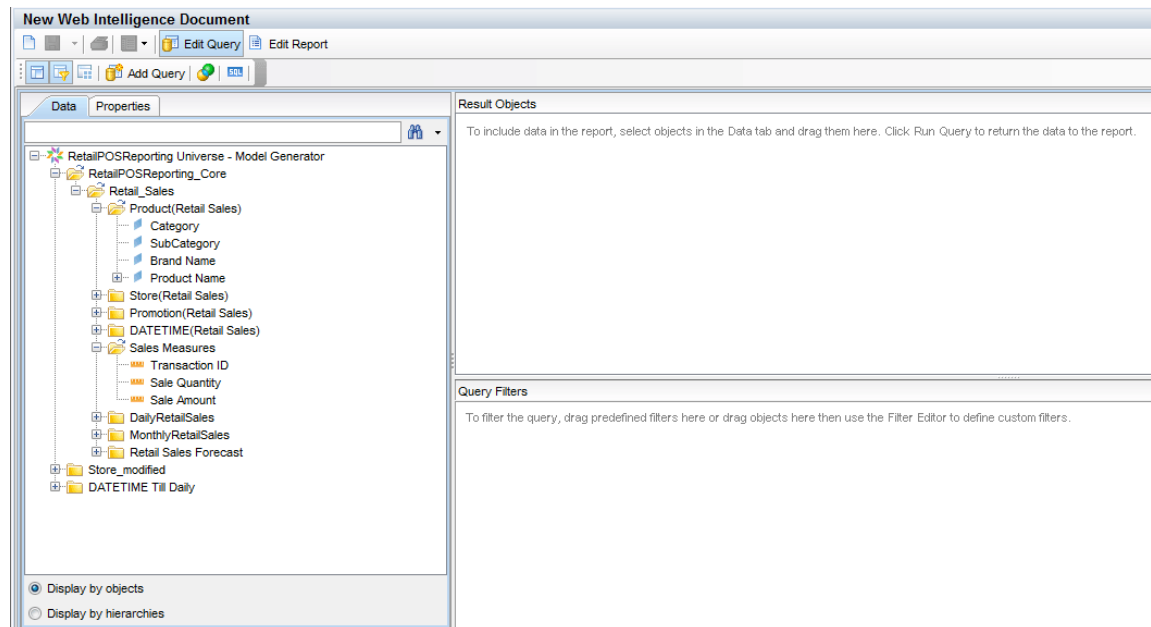 New Web Intelligence Document
Edit Query Edit Report
Add Query SQL
Data Properties
RetailPOSReporting Universe - Model Generator
RetailPOSReporting_Core
Retail_Sales
Product(Retail Sales)
Category
SubCategory
Brand Name
Product Name
Store(Retail Sales)
Promotion(Retail Sales)
DATETIME(Retail Sales)
Sales Measures
Transaction ID
Sale Quantity
Sale Amount
DailyRetailSales
MonthlyRetailSales
Retail Sales Forecast
Store_modified
DATETIME Till Daily
Display by objects
Display by hierarchies
Result Objects
To include data in the report, select objects in the Data tab and drag them here. Click Run Query to return the data to the report.
Query Filters
To filter the query, drag predefined filters here or drag objects here then use the Filter Editor to define custom filters.